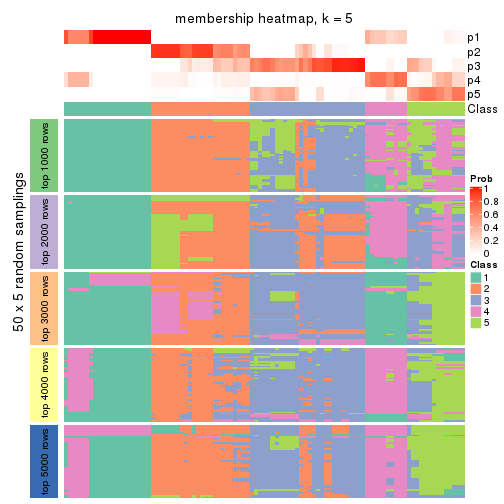 membership heatmap, k = 5
p1
p2
p3
p4
p5
Class
50 x 5 random samplings
top 1000 rows
top 2000 rows
top 3000 rows
top 4000 rows
top 5000 rows
Prob
1
0.8
0.6
0.4
0.2
0
Class
1
2
3
4
5